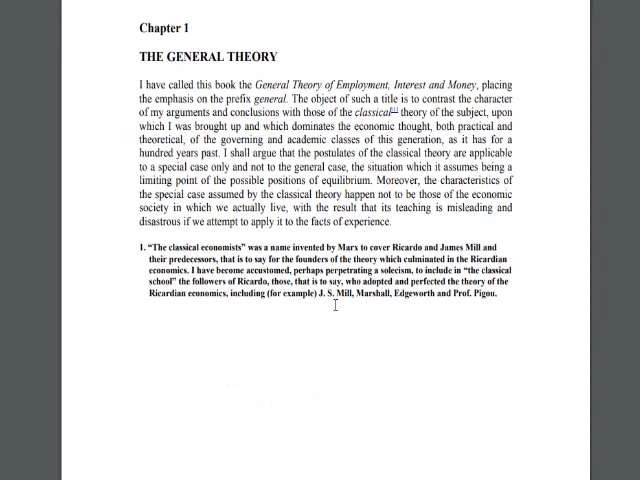 Chapter 1
THE GENERAL THEORY
I have called this book the General Theory of Employment, Interest and Money, placing
the emphasis on the prefix general. The object of such a title is to contrast the character
of my arguments and conclusions with those of the classical[1] theory of the subject, upon
which I was brought up and which dominates the economic thought, both practical and
theoretical, of the governing and academic classes of this generation, as it has for a
hundred years past. I shall argue that the postulates of the classical theory are applicable
to a special case only and not to the general case, the situation which it assumes being a
limiting point of the possible positions of equilibrium. Moreover, the characteristics of
the special case assumed by the classical theory happen not to be those of the economic
society in which we actually live, with the result that its teaching is misleading and
disastrous if we attempt to apply it to the facts of experience.
1. “The classical economists” was a name invented by Marx to cover Ricardo and James Mill and
their predecessors, that is to say for the founders of the theory which culminated in the Ricardian
economics. I have become accustomed, perhaps perpetrating a solecism, to include in “the classical
school” the followers of Ricardo, those, that is to say, who adopted and perfected the theory of the
Ricardian economics, including (for example) J. S. Mill, Marshall, Edgeworth and Prof. Pigou.